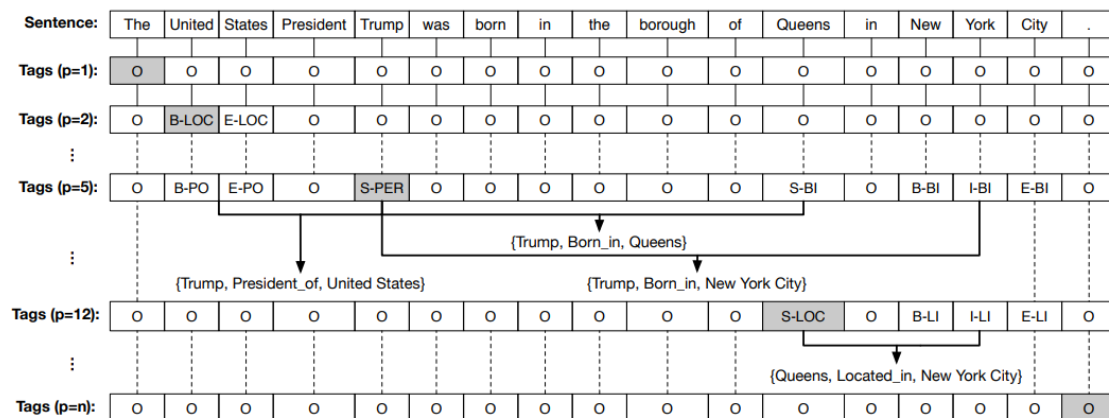 Sentence: The United States President Trump was born in the borough of Queens in New York City .
Tags (p=1): O O O O O O O O O O O O O O O O O
Tags (p=2): O B-LOC E-LOC O O O O O O O O O O O O O O
⋮
Tags (p=5): O B-PO E-PO O S-PER O O O O O O S-BI O B-BI I-BI E-BI O
{Trump, Born_in, Queens}
⋮
{Trump, President_of, United States} {Trump, Born_in, New York City}
Tags (p=12): O O O O O O O O O O O S-LOC O B-LI I-LI E-LI O
⋮
{Queens, Located_in, New York City}
Tags (p=n): O O O O O O O O O O O O O O O O O